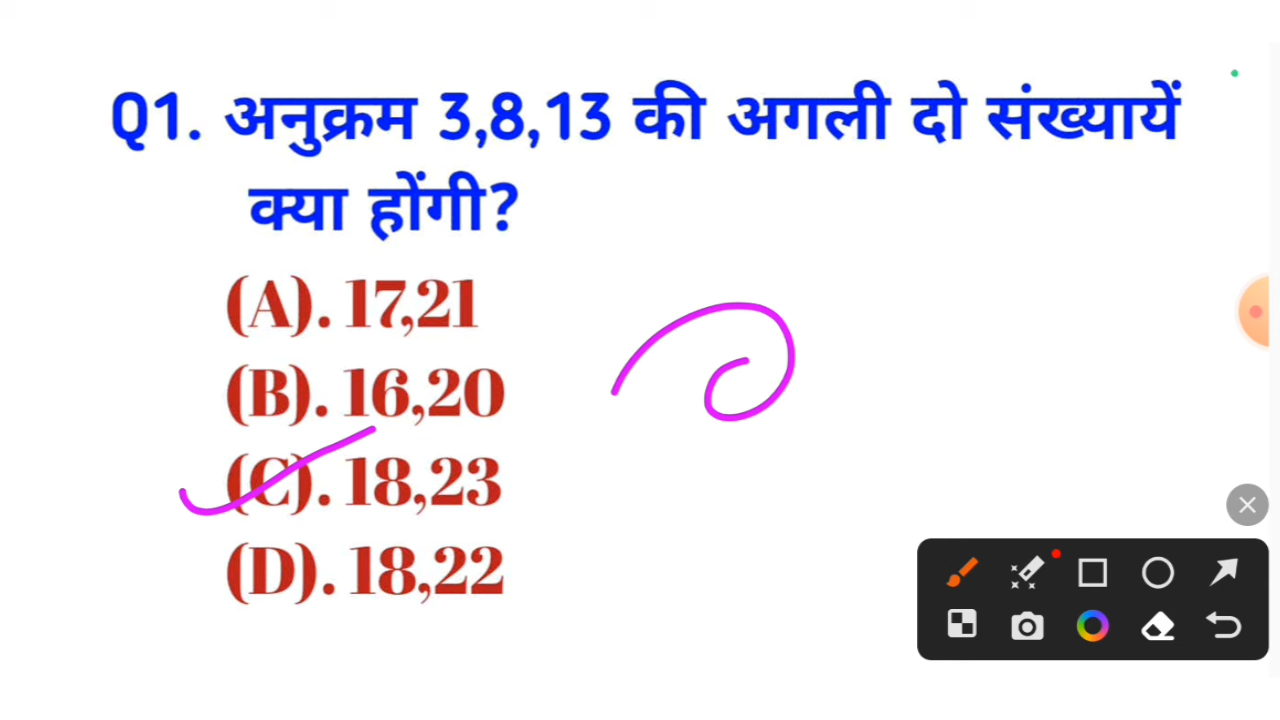 Q1. अनुक्रम 3,8,13 की अगली दो संख्यायें
क्या होंगी?
(A). 17,21
(B). 16,20
(C). 18,23
(D). 18,22